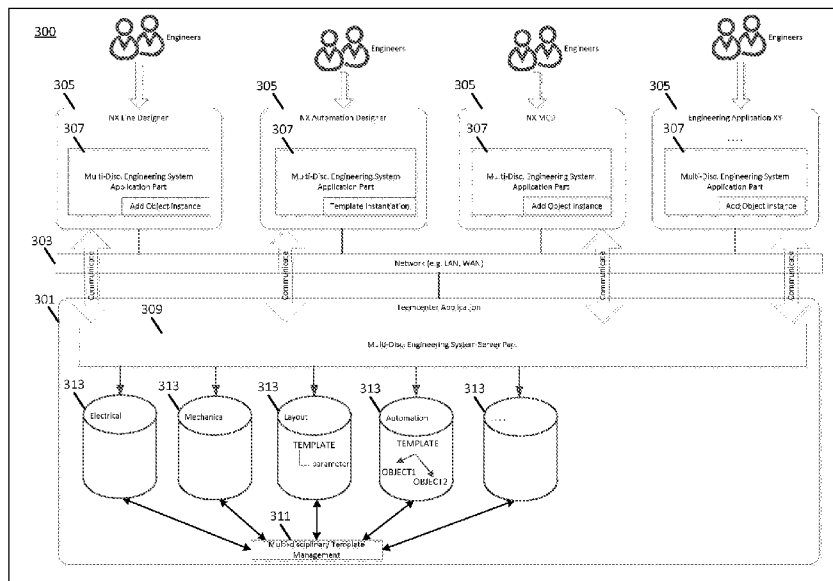 300
Engineers
Engineers
Engineers
Engineers
305
305
305
305
NX Line Designer
NX Automation Designer
NX MCD
Engineering Application XY
....
307
307
307
307
Multi-Disc. Engineering System
Application Part
Multi-Disc. Engineering System
Application Part
Multi-Disc. Engineering System
Application Part
Multi-Disc. Engineering System
Application Part
Add Object Instance
Template Instantiation
Add Object Instance
Add Object Instance
303
Communicate
Communicate
Communicate
Communicate
Network (e.g. LAN, WAN)
301
Teamcenter Application
309
Multi-Disc. Engineering System Server Part
313
313
313
313
313
Electrical
Mechanica
Layout
Automation
.....
TEMPLATE
parameter
TEMPLATE
OBJECT1
OBJECT2
311
Multi-disciplinary Template
Management